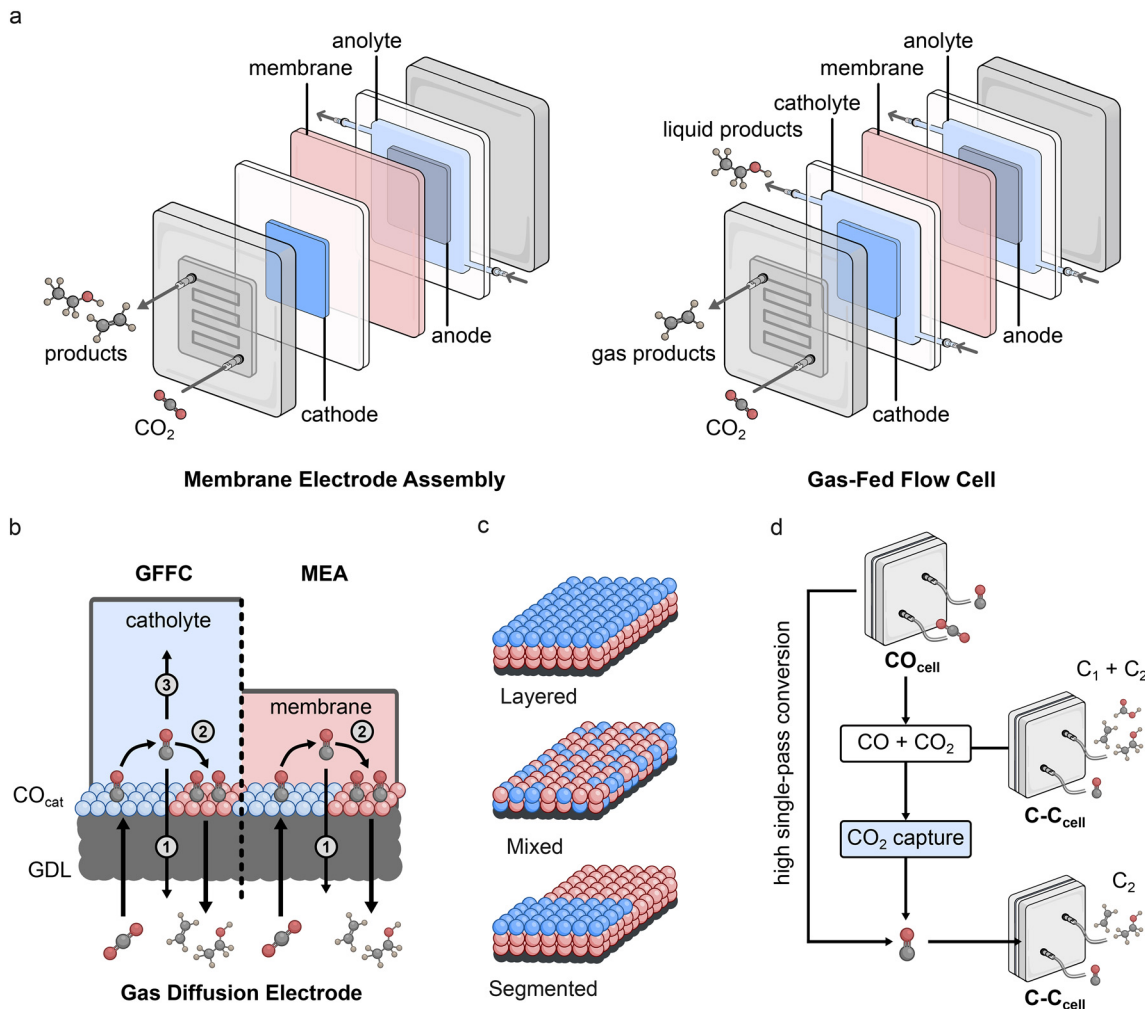 a
anolyte
membrane
products
CO2
anode
cathode
Membrane Electrode Assembly
anolyte
membrane
catholyte
liquid products
gas products
CO2
anode
cathode
Gas-Fed Flow Cell
b
GFFC
MEA
catholyte
3
2
membrane
2
COcat
1
1
GDL
Gas Diffusion Electrode
c
Layered
Mixed
Segmented
d
high single-pass conversion
COcell
C1 + C2
CO + CO2
C-Ccell
CO2 capture
C2
C-Ccell